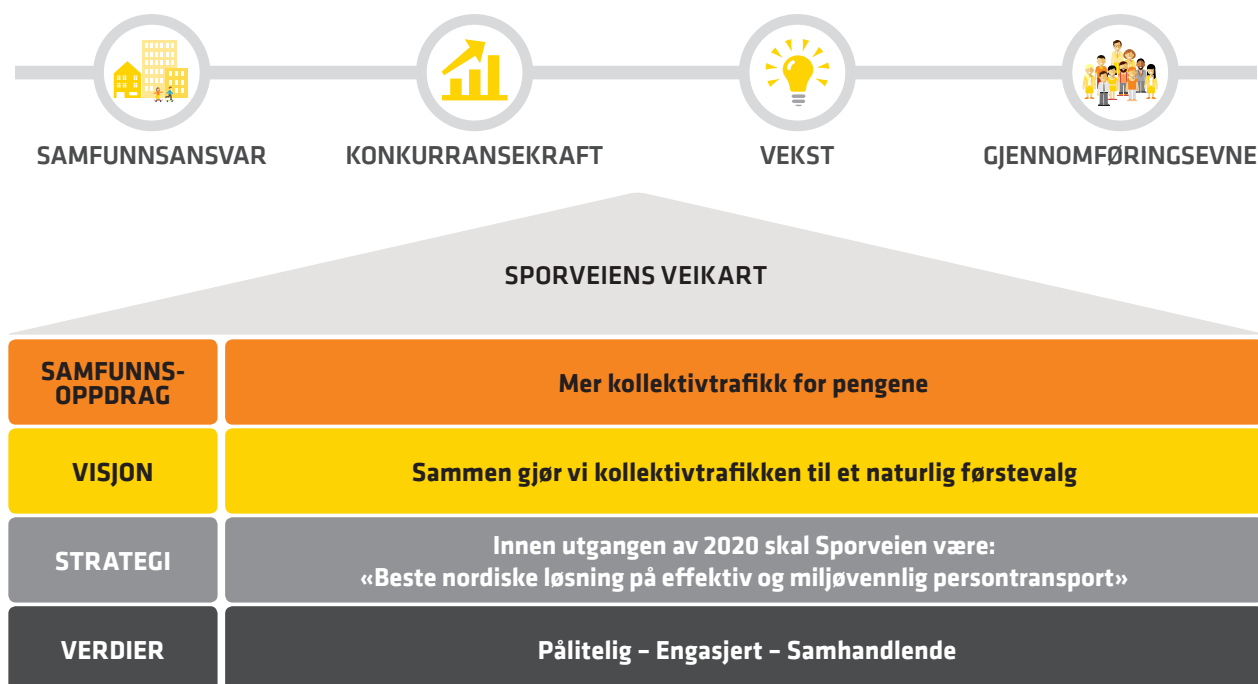 SAMFUNNSANSVAR
KONKURRANSEKRAFT
VEKST
GJENNOMFØRINGSEVNE
SPORVEIENS VEIKART
SAMFUNNS-
OPPDRAG
Mer kollektivtrafikk for pengene
VISJON
Sammen gjør vi kollektivtrafikken til et naturlig førstevalg
STRATEGI
Innen utgangen av 2020 skal Sporveien være:
«Beste nordiske løsning på effektiv og miljøvennlig persontransport»
VERDIER
Pålitelig – Engasjert – Samhandlende